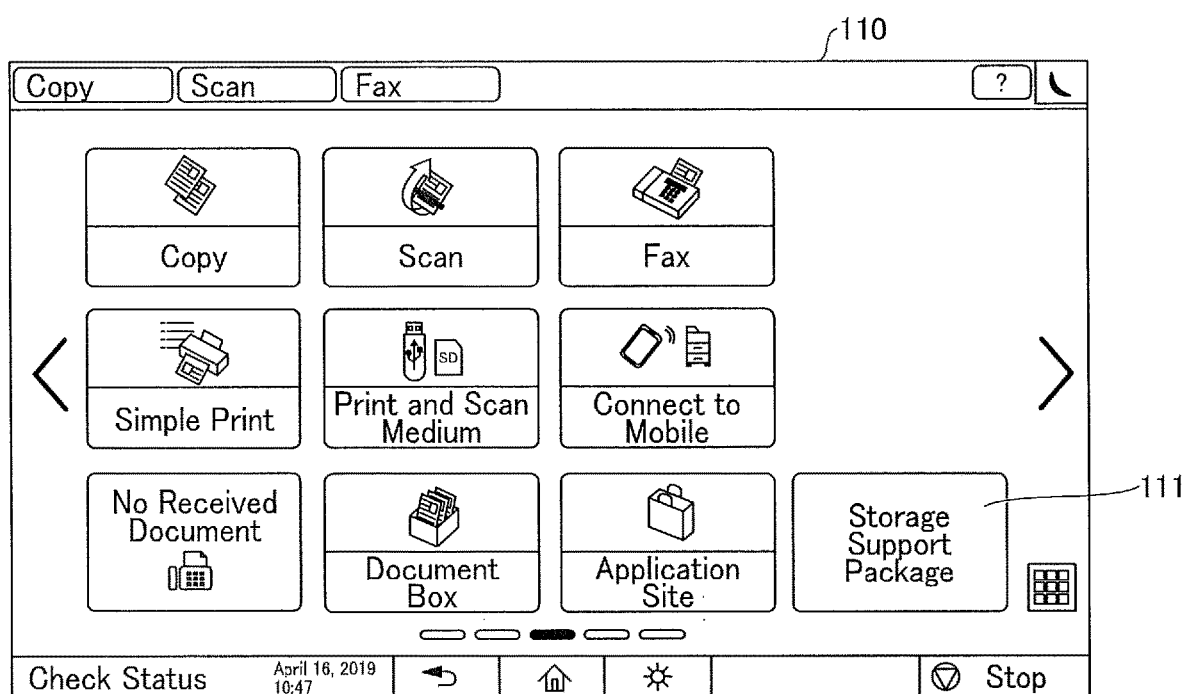 110
Copy
Scan
Fax
?
Copy
Scan
Fax
Simple Print
SD
Print and Scan
Medium
Connect to
Mobile
No Received
Document
Document
Box
Application
Site
Storage
Support
Package
111
Check Status
April 16, 2019
10:47
Stop